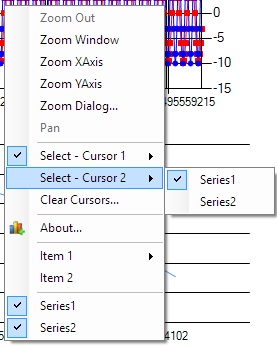 Zoom Out
Zoom Window
Zoom XAxis
Zoom YAxis
Zoom Dialog...
Pan
Select - Cursor 1
Select - Cursor 2
Clear Cursors...
About...
Item 1
Item 2
Series1
Series2
Series1
Series2
0
-5
-10
-15
495559215
4102